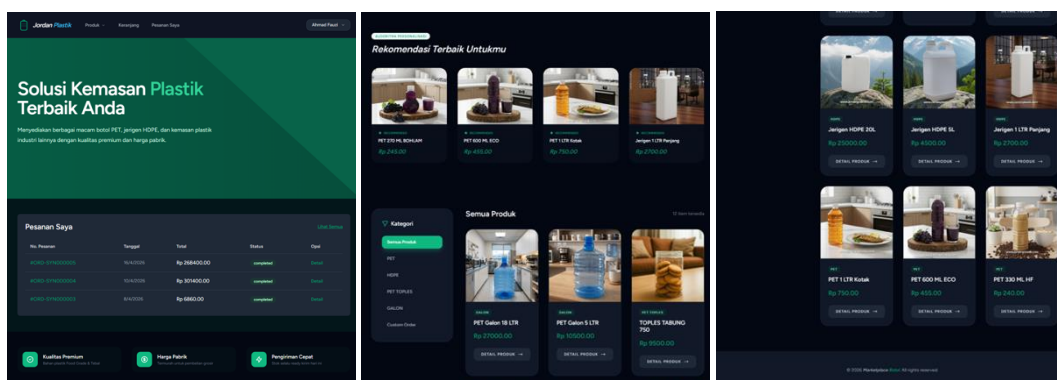 Jordan Plastik
Produk
Keranjang
Pesanan Saya
Ahmad Fauzi
Solusi Kemasan Plastik
Terbaik Anda
Menyediakan berbagai macam botol PET, jerigen HDPE, dan kemasan plastik
industri lainnya dengan kualitas premium dan harga pabrik.
Pesanan Saya
Lihat Semua
No. Pesanan Tanggal Total Status Opsi
Rp 268400.00 completed Detail
Rp 301400.00 completed Detail
Rp 6860.00 completed Detail
Kualitas Premium
Harga Pabrik
Pengiriman Cepat
Rekomendasi Terbaik Untukmu
PET 270 ML BOHLAM
Rp 245.00
PET 600 ML ECO
Rp 455.00
PET 1 LTR Kotak
Rp 750.00
Jerigen 1 LTR Panjang
Rp 2700.00
Kategori
Semua Produk
PET
HDPE
PET TOPLES
GALON
Custom Order
Semua Produk
GALON
PET Galon 18 LTR
Rp 27000.00
DETAIL PRODUK →
GALON
PET Galon 5 LTR
Rp 10500.00
DETAIL PRODUK →
PET TOPLES
TOPLES TABUNG
750
Rp 9500.00
DETAIL PRODUK →
HDPE
Jerigen HDPE 20L
Rp 25000.00
DETAIL PRODUK →
HDPE
Jerigen HDPE 5L
Rp 4500.00
DETAIL PRODUK →
HDPE
Jerigen 1 LTR Panjang
Rp 2700.00
DETAIL PRODUK →
PET
PET 1 LTR Kotak
Rp 750.00
DETAIL PRODUK →
PET
PET 600 ML ECO
Rp 455.00
DETAIL PRODUK →
PET
PET 330 ML HF
Rp 240.00
DETAIL PRODUK →
All rights reserved